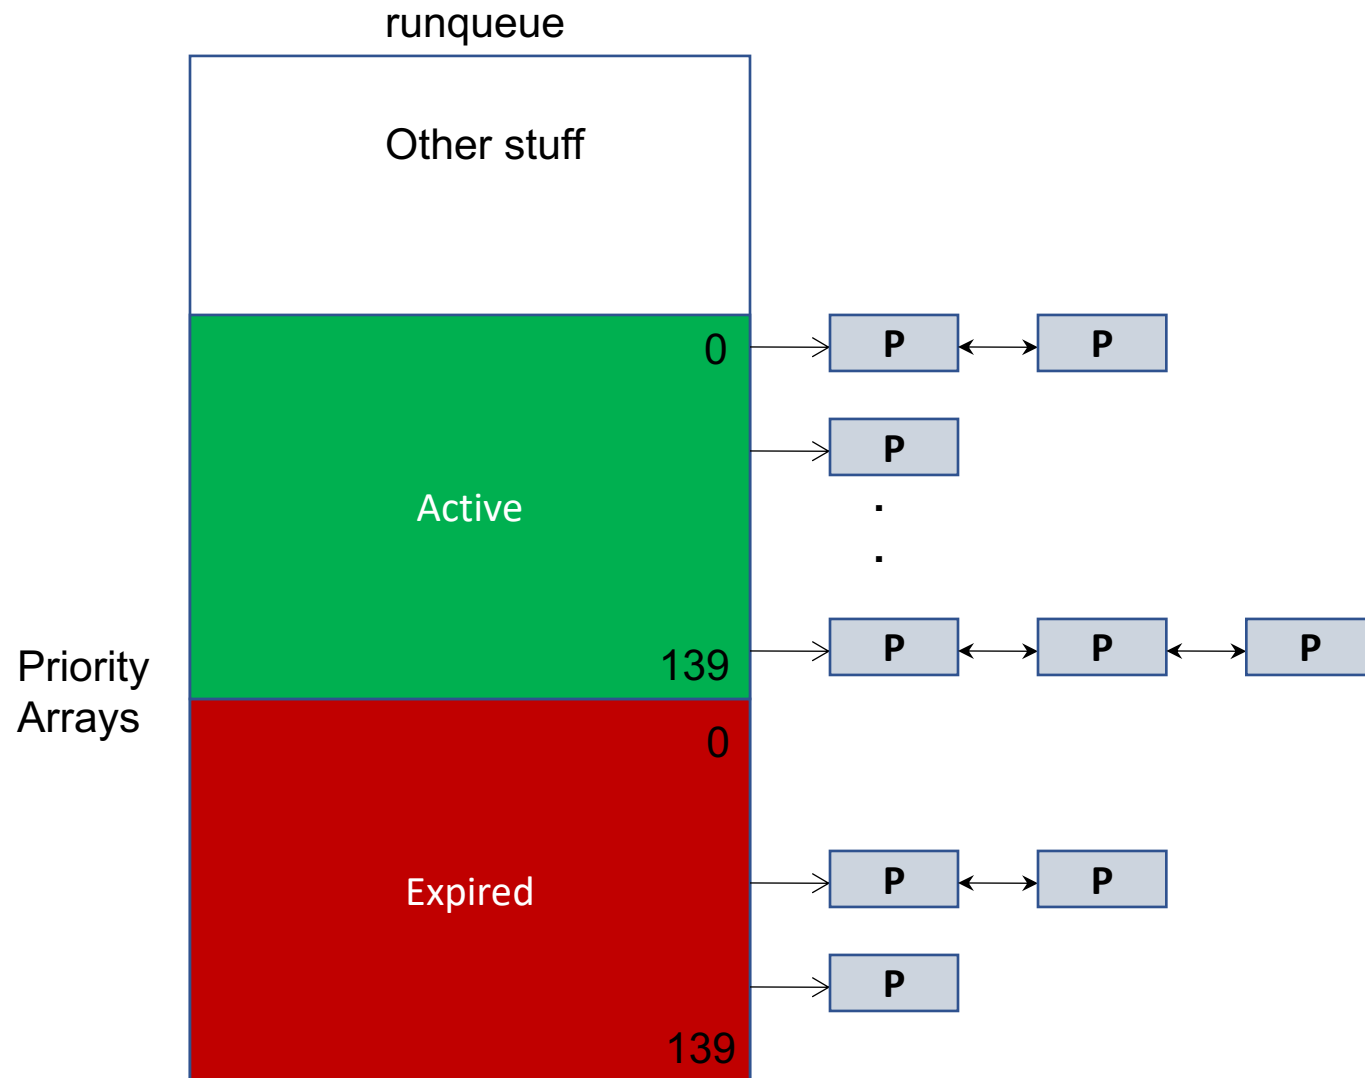 runqueue
Other stuff
0
P P
P
.
Active
.
139
P P P
Priority
Arrays
0
P P
Expired
P
139